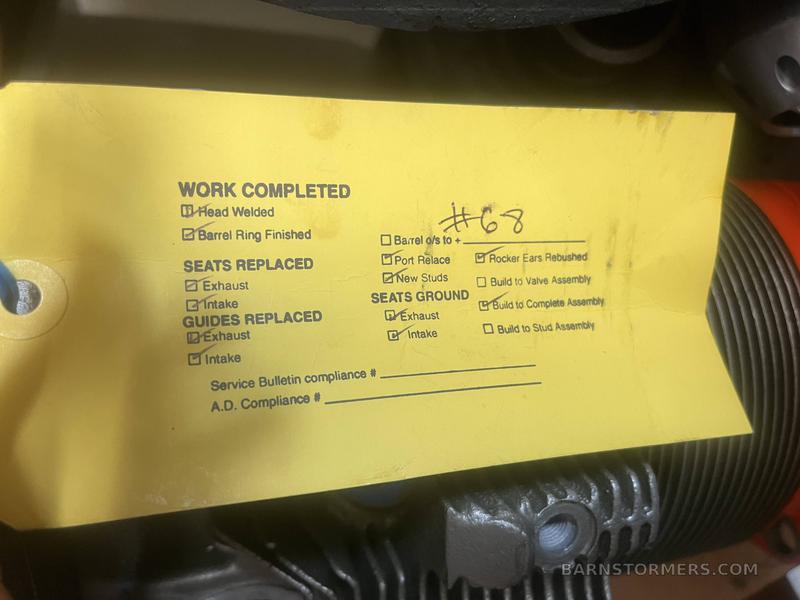 WORK COMPLETED
Head Welded
Barrel Ring Finished
SEATS REPLACED
Exhaust
Intake
GUIDES REPLACED
Exhaust
Intake
#68
Barrel o/s to +
Port Relace
New Studs
SEATS GROUND
Exhaust
Intake
Rocker Ears Rebushed
Build to Valve Assembly
Build to Complete Assembly
Build to Stud Assembly
Service Bulletin compliance #
A.D. Compliance #
BARNSTORMERS.COM